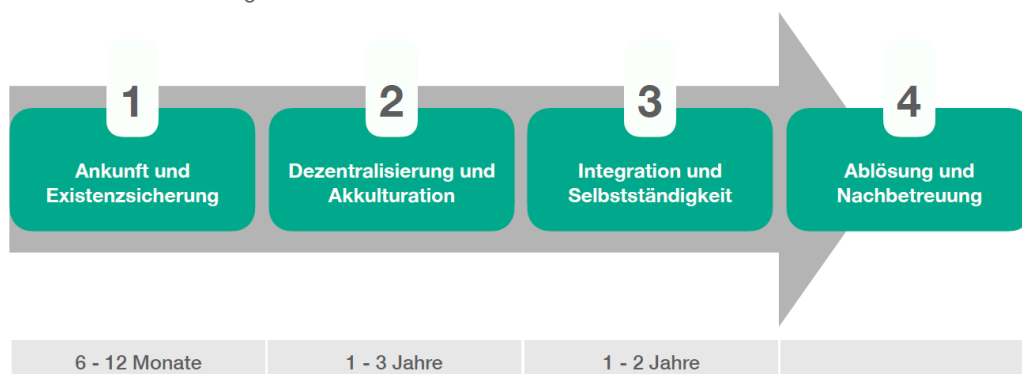 1
Ankunft und
Existenzsicherung
2
Dezentralisierung und
Akkulturation
3
Integration und
Selbstständigkeit
4
Ablösung und
Nachbetreuung
6 - 12 Monate
1 - 3 Jahre
1 - 2 Jahre